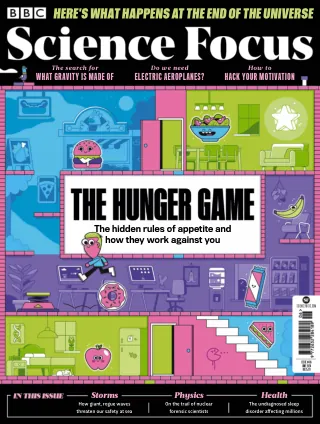 BBC
HERE'S WHAT HAPPENS AT THE END OF THE UNIVERSE
Science Focus
The search for
WHAT GRAVITY IS MADE OF
Do we need
ELECTRIC AEROPLANES?
How to
HACK YOUR MOTIVATION
THE HUNGER GAME
The hidden rules of appetite and
how they work against you
IN THIS ISSUE
Storms
How giant, rogue waves
threaten our safety at sea
Physics
On the trail of nuclear
forensic scientists
Health
The undiagnosed sleep
disorder affecting millions